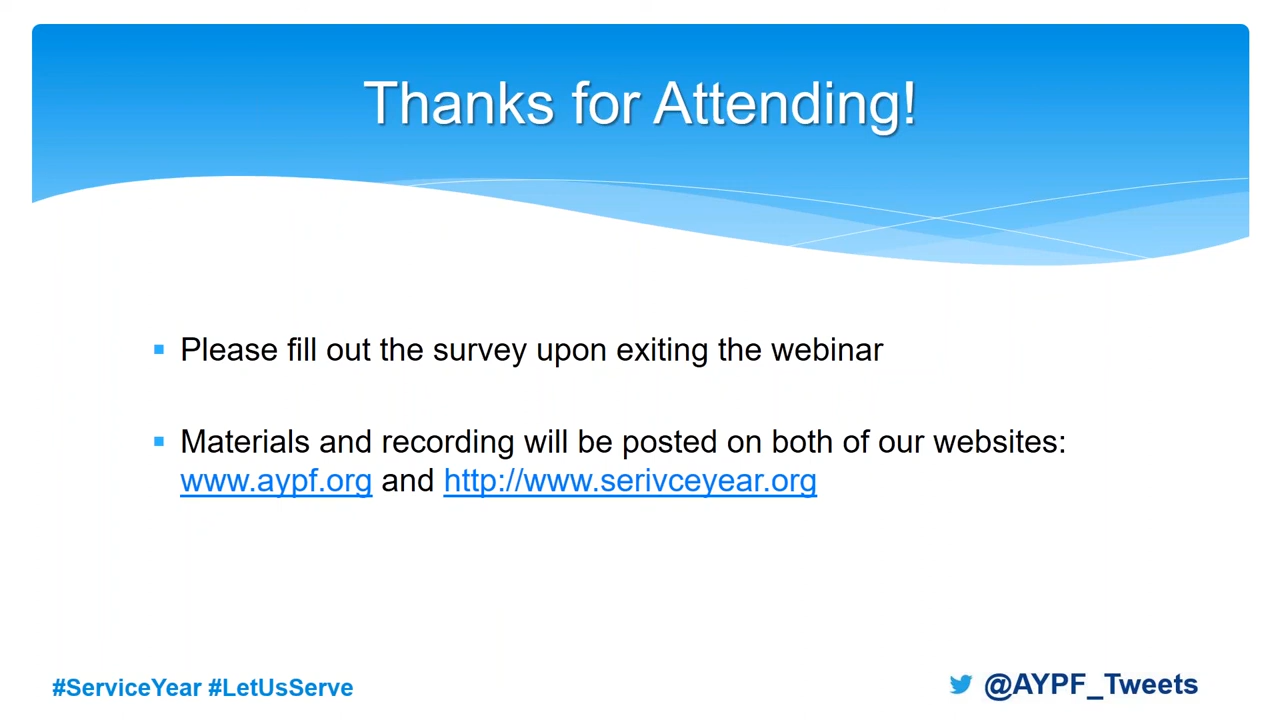 Thanks for Attending!
Please fill out the survey upon exiting the webinar
Materials and recording will be posted on both of our websites:
www.aypf.org and http://www.serivceyear.org
#ServiceYear #LetUsServe
@AYPF_Tweets